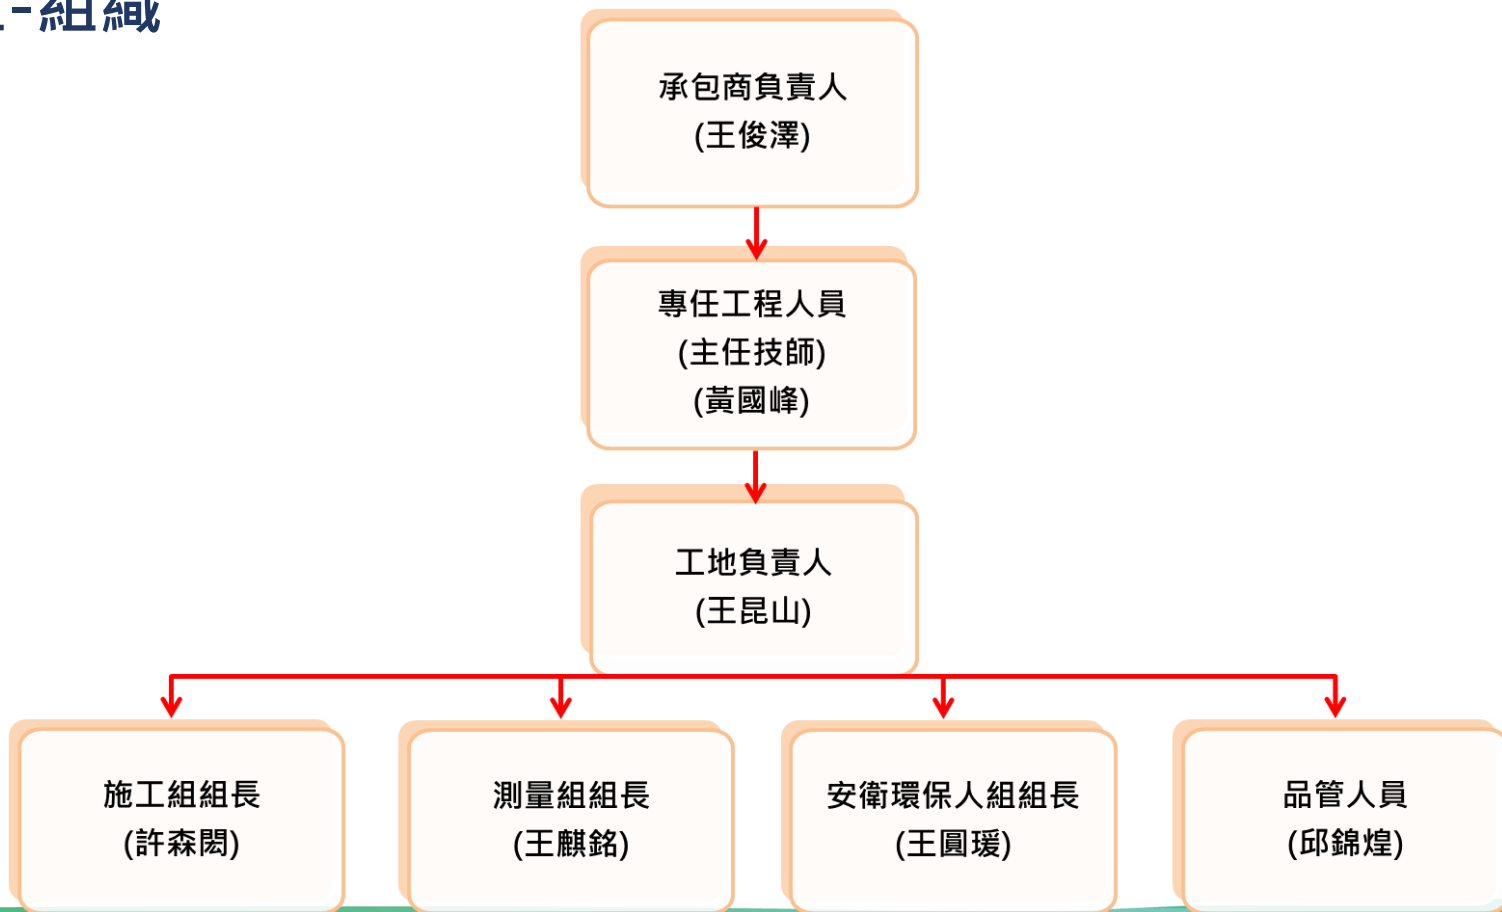 -組織
承包商負責人
(王俊澤)
專任工程人員
(主任技師)
(黃國峰)
工地負責人
(王昆山)
施工組組長
(許森閎)
測量組組長
(王麒銘)
安衛環保人組組長
(王圓瑗)
品管人員
(邱錦煌)